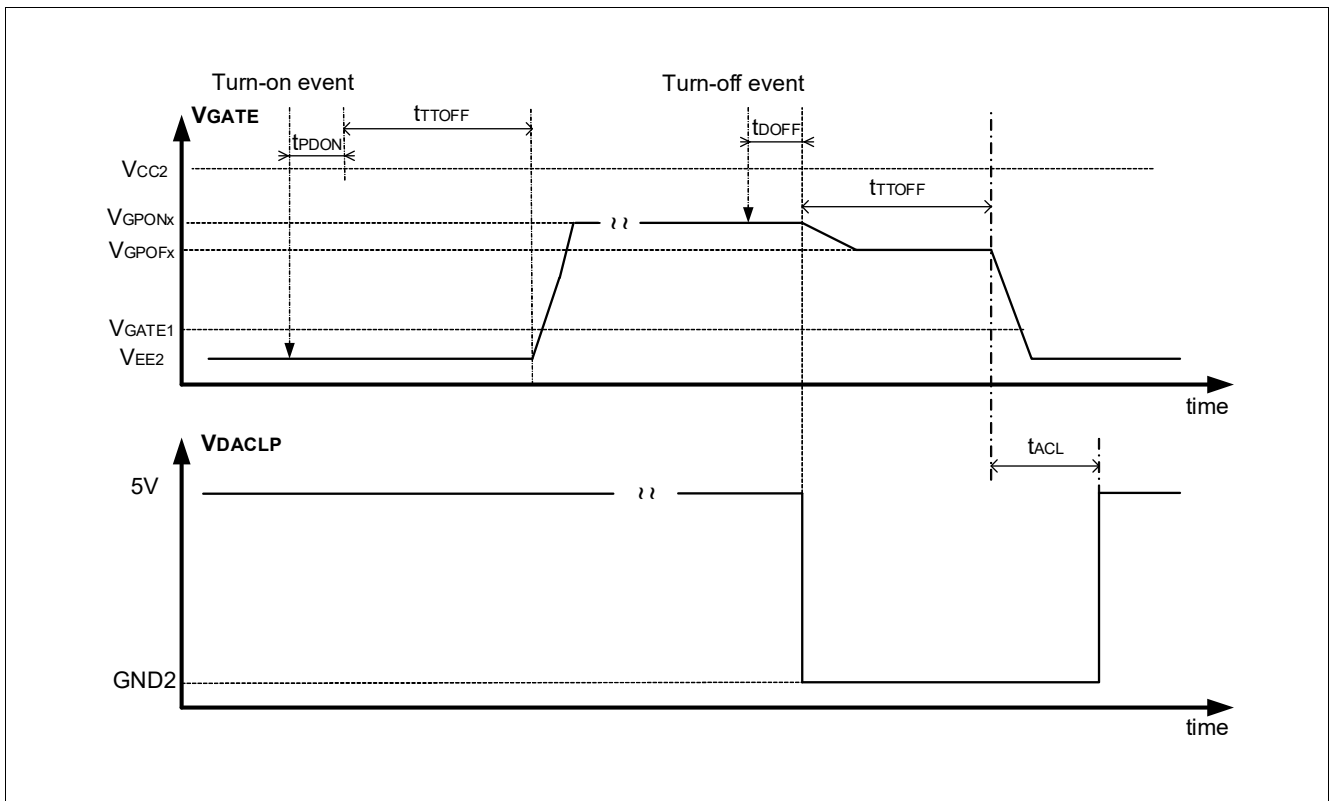 Turn-on event Turn-off event
VGATE tTTOFF
tPDON tDOFF
VCC2
tTTOFF
VGPONx
VGPOFx
VGATE1
VEE2
time
VDACLP
tACL
5V
GND2
time